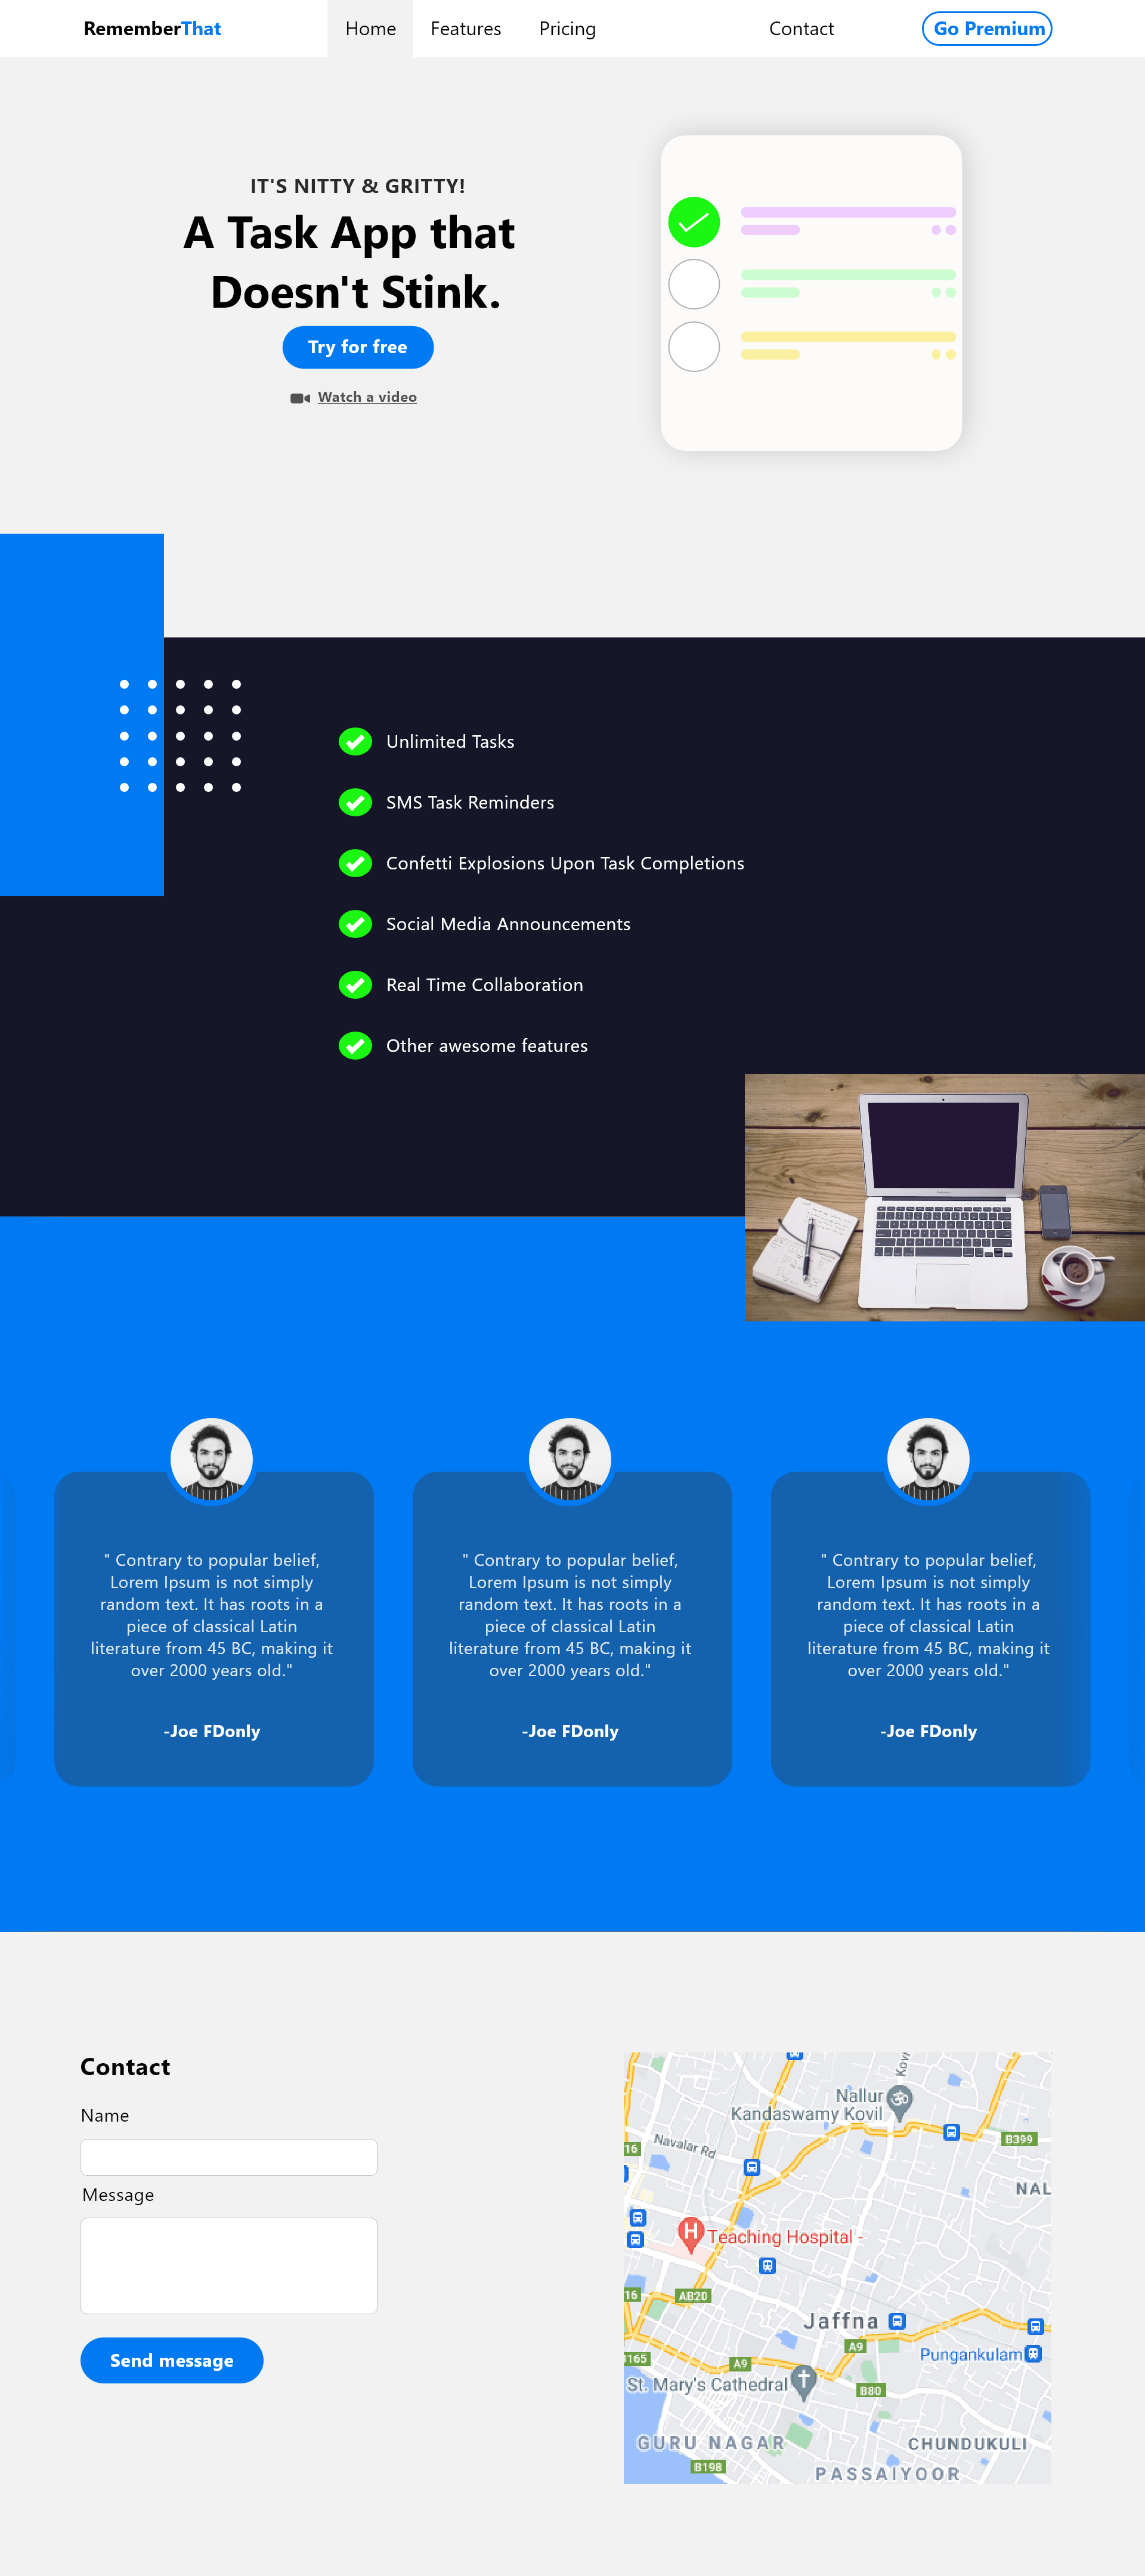 RememberThat
Home
Features
Pricing
Contact
Go Premium
IT'S NITTY & GRITTY!
A Task App that
Doesn't Stink.
Try for free
Watch a video
Unlimited Tasks
SMS Task Reminders
Confetti Explosions Upon Task Completions
Social Media Announcements
Real Time Collaboration
Other awesome features
" Contrary to popular belief,
Lorem Ipsum is not simply
random text. It has roots in a
piece of classical Latin
literature from 45 BC, making it
over 2000 years old."
-Joe FDonly
" Contrary to popular belief,
Lorem Ipsum is not simply
random text. It has roots in a
piece of classical Latin
literature from 45 BC, making it
over 2000 years old."
-Joe FDonly
" Contrary to popular belief,
Lorem Ipsum is not simply
random text. It has roots in a
piece of classical Latin
literature from 45 BC, making it
over 2000 years old."
-Joe FDonly
Contact
Name
Message
Send message
Kov
Nallur
Kandaswamy Kovil
B399
16
Navalar Rd
NAL
H
Teaching Hospital -
16
AB20
Jaffna
A9
Pungankulam
B165
A9
St. Mary's Cathedral
B80
GURU NAGAR
CHUNDUKULI
B198
PASSAIYOOR